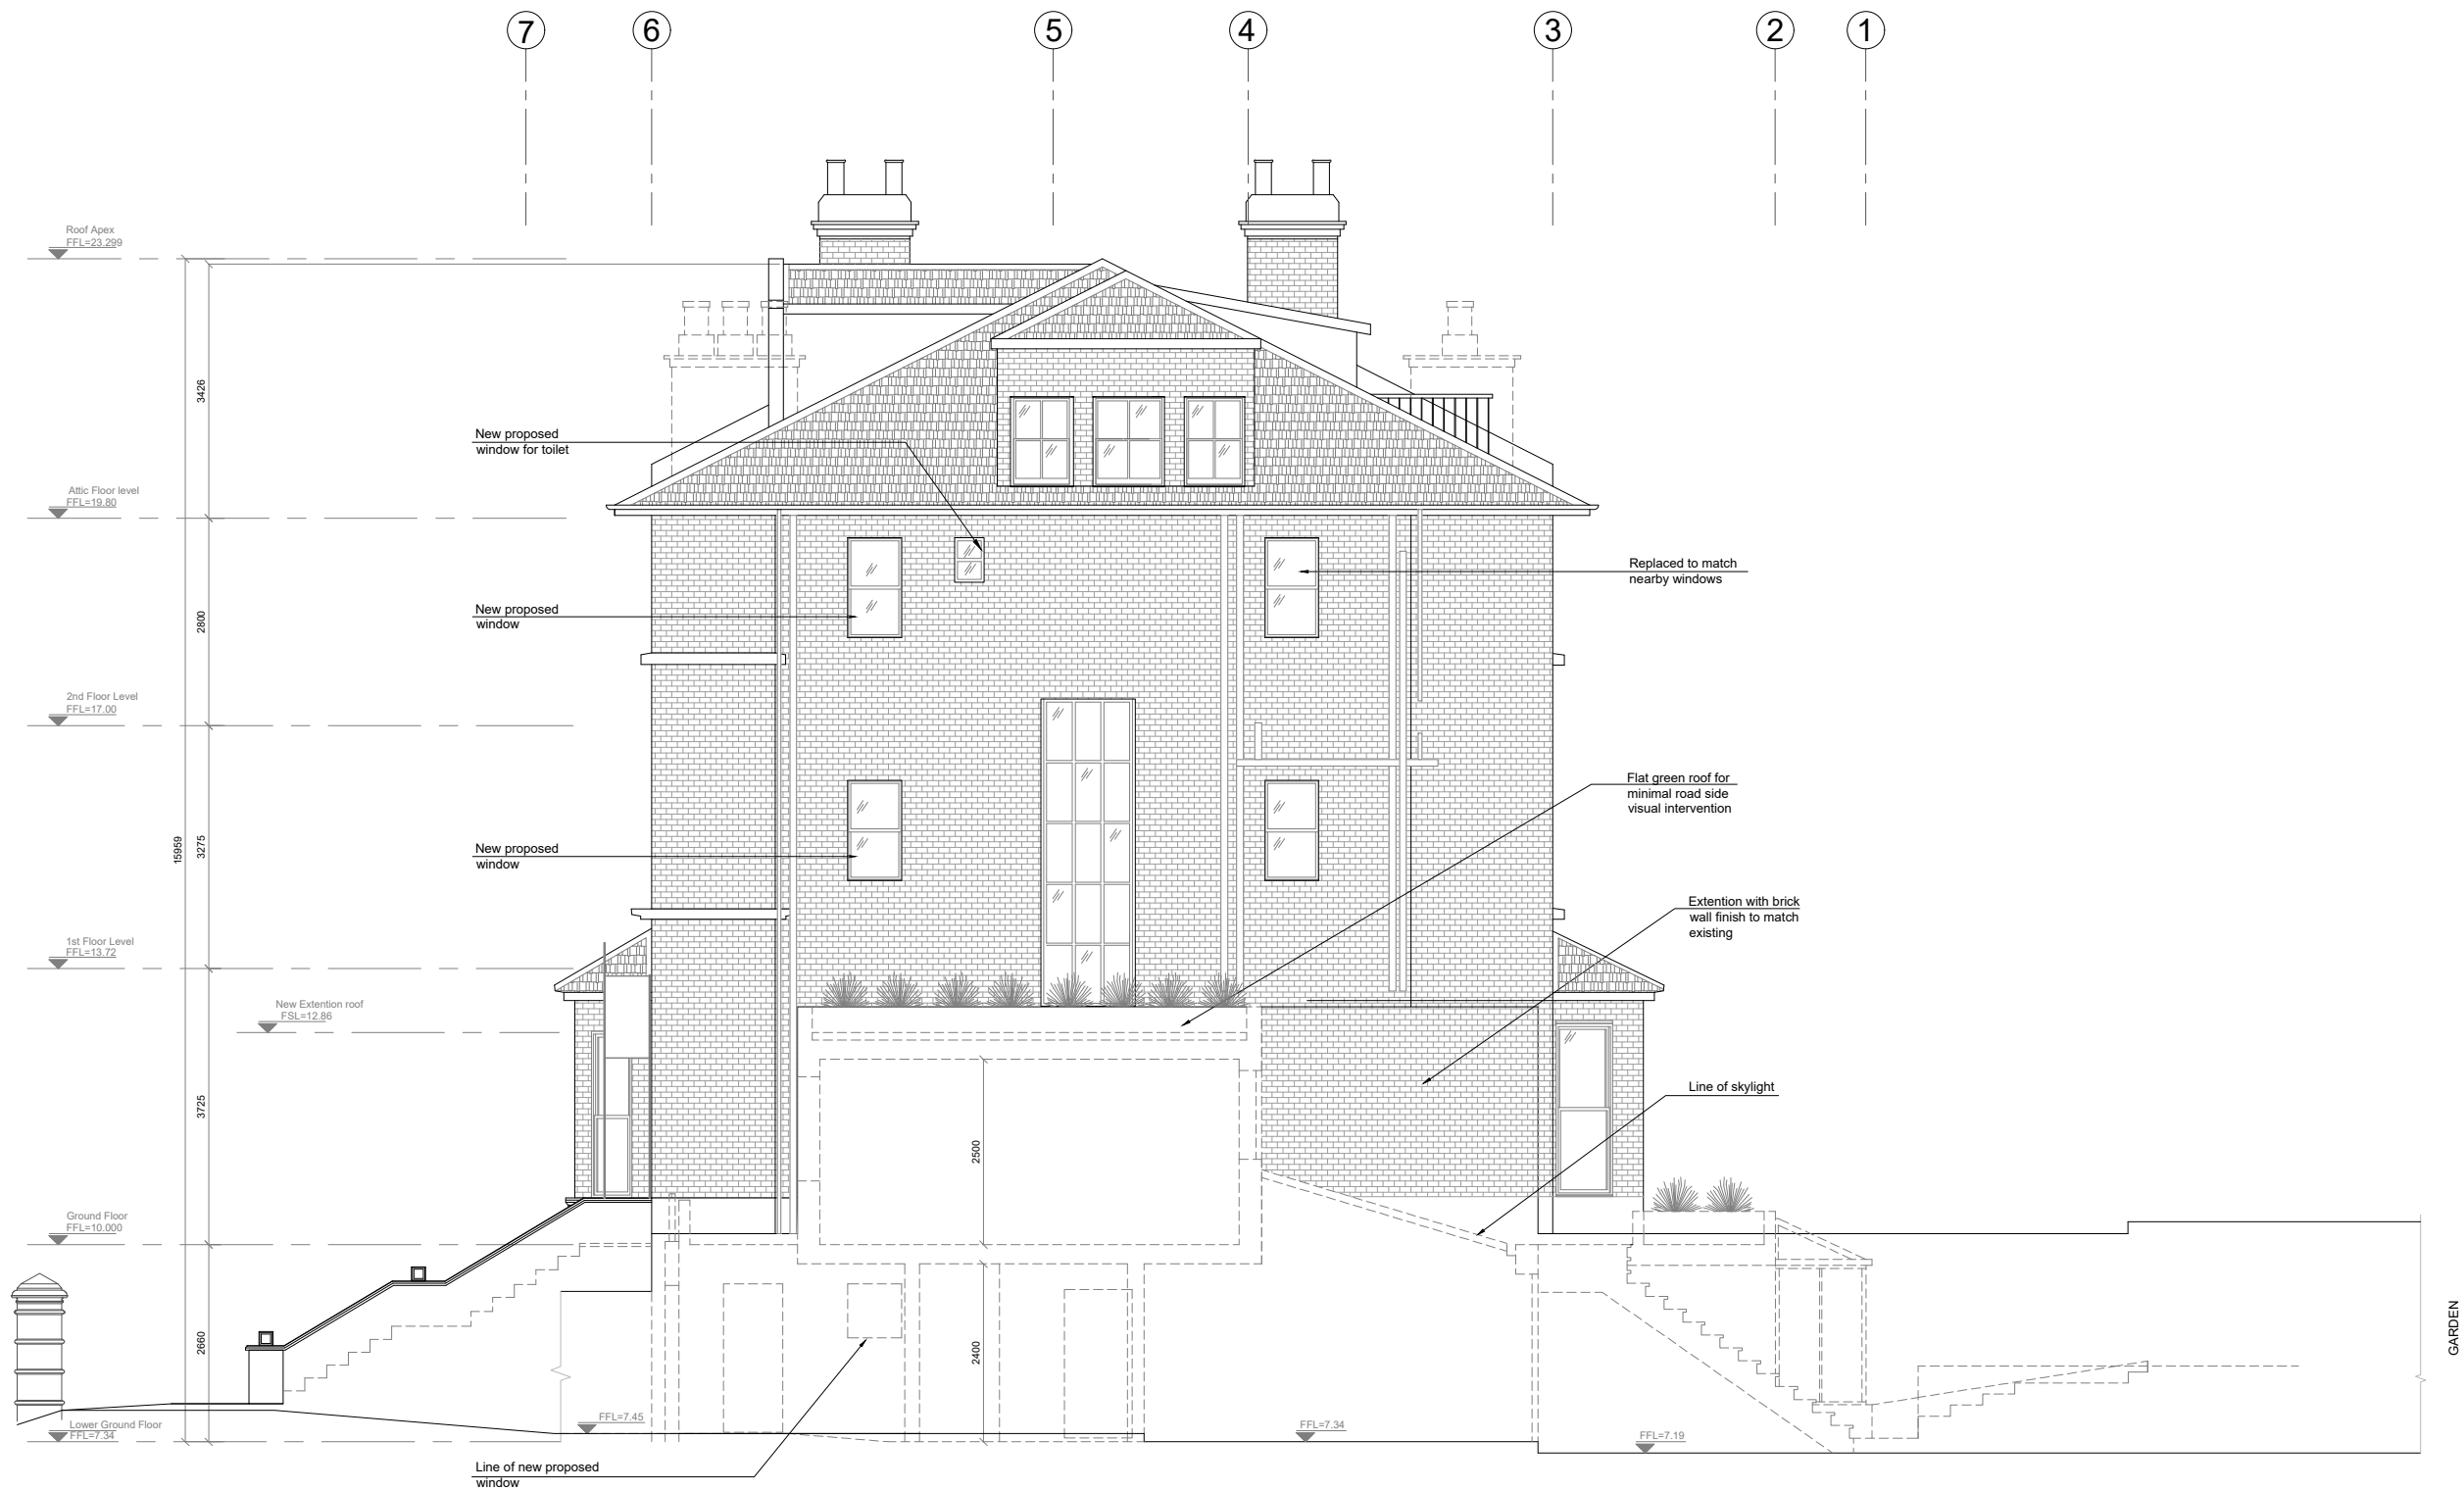 7
6
5
4
3
2
1
Roof Apex
FFL=23.299
3426
New proposed
window for toilet
Attic Floor level
FFL=19.80
Replaced to match
nearby windows
New proposed
window
2800
2nd Floor Level
FFL=17.00
Flat green roof for
minimal road side
visual intervention
15959
3275
New proposed
window
Extention with brick
wall finish to match
existing
1st Floor Level
FFL=13.72
New Extention roof
FSL=12.86
Line of skylight
3725
2500
Ground Floor
FFL=10.000
2660
2400
GARDEN
Lower Ground Floor
FFL=7.34
FFL=7.45
FFL=7.34
FFL=7.19
Line of new proposed
window